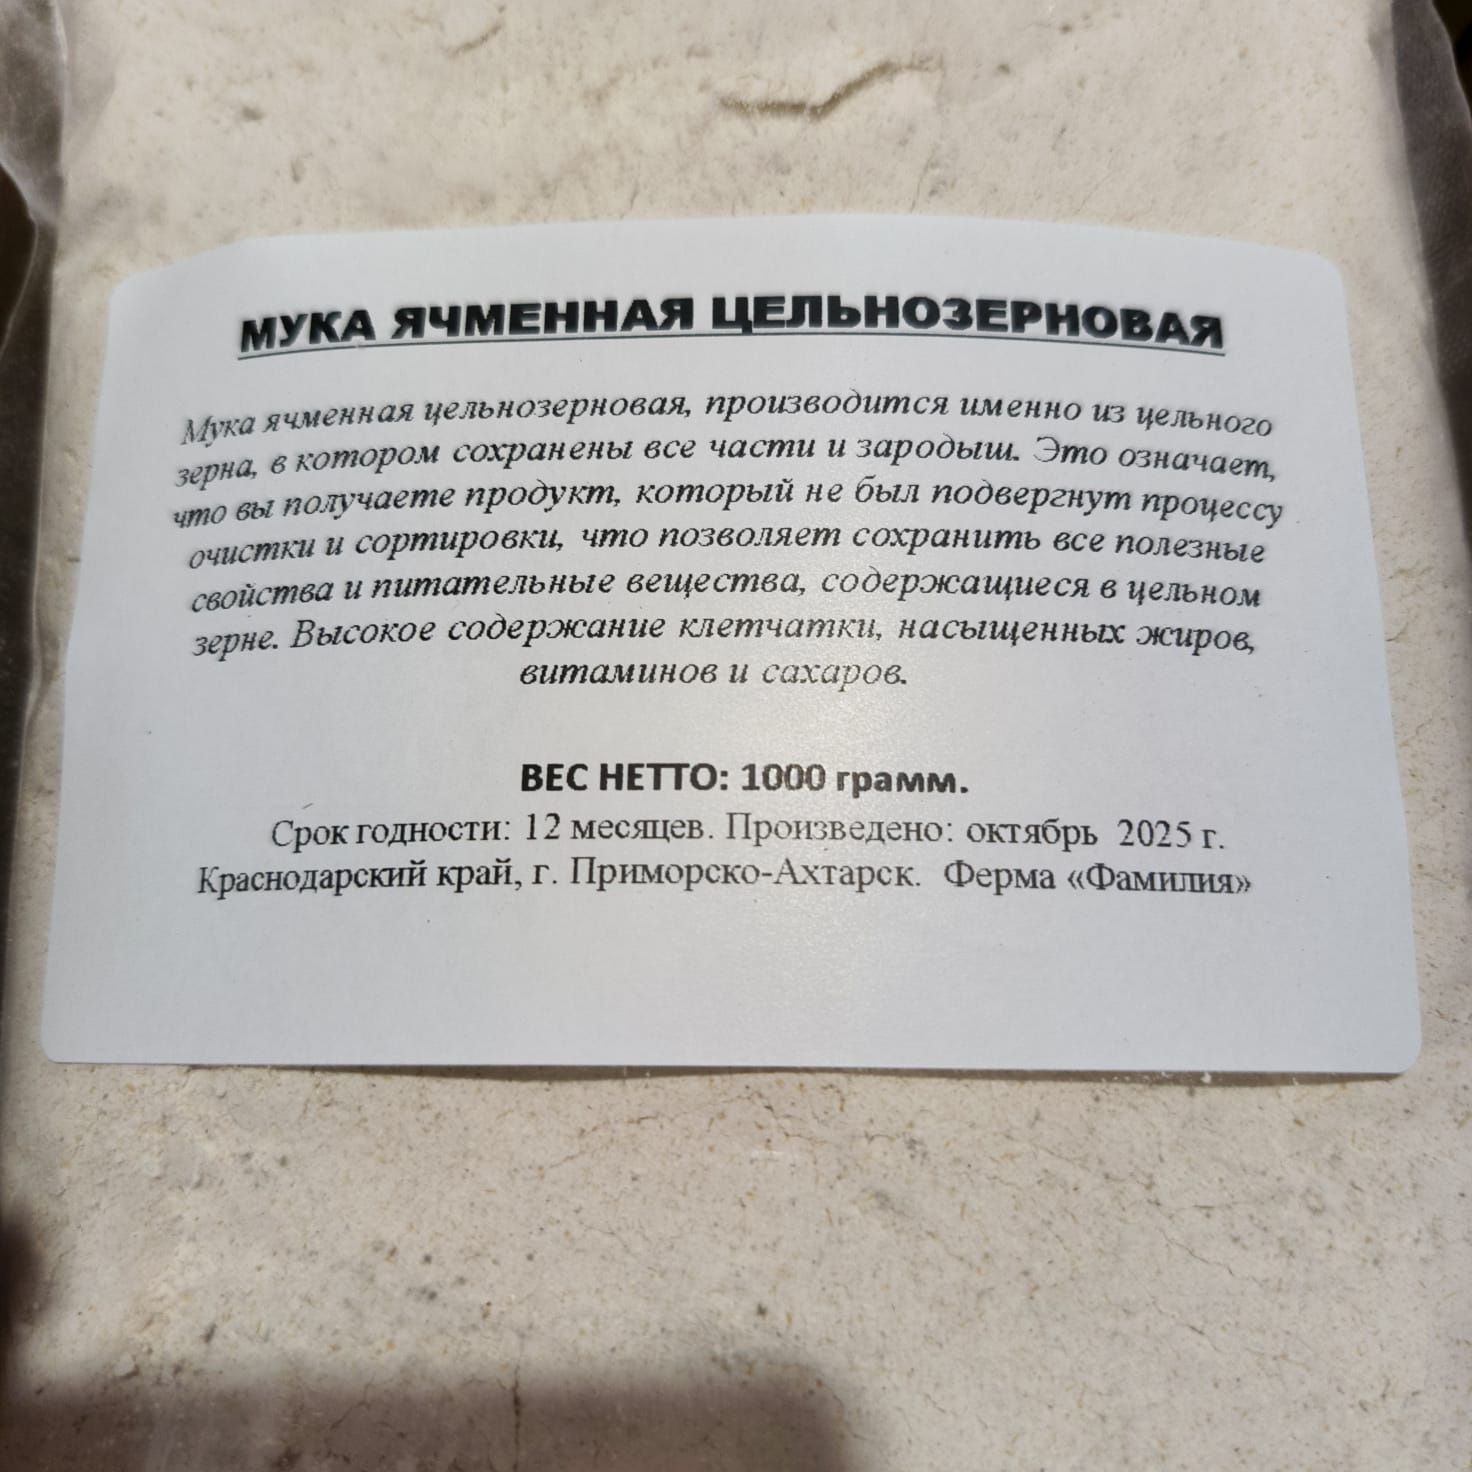 МУКА ЯЧМЕННАЯ ЦЕЛЬНОЗЕРНОВАЯ
Мука ячменная цельнозерновая, производится именно из цельного
зерна, в котором сохранены все части и зародыш. Это означает,
что вы получаете продукт, который не был подвергнут процессу
очистки и сортировки, что позволяет сохранить все полезные
свойства и питательные вещества, содержащиеся в цельном
зерне. Высокое содержание клетчатки, насыщенных жиров,
витаминов и сахаров.
ВЕС НЕТТО: 1000 грамм.
Срок годности: 12 месяцев. Произведено: октябрь 2025 г.
Краснодарский край, г. Приморско-Ахтарск. Ферма «Фамилия»